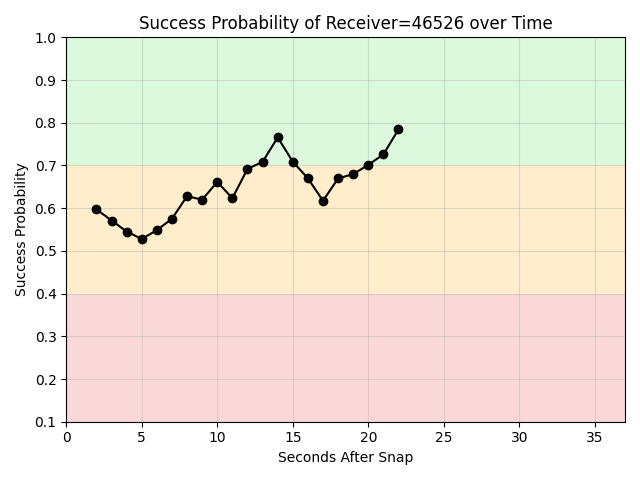 Success Probability of Receiver=46526 over Time
1.0
0.9
0.8
0.7
0.6
0.5
0.4
0.3
0.2
0.1
Success Probability
0 5 10 15 20 25 30 35
Seconds After Snap